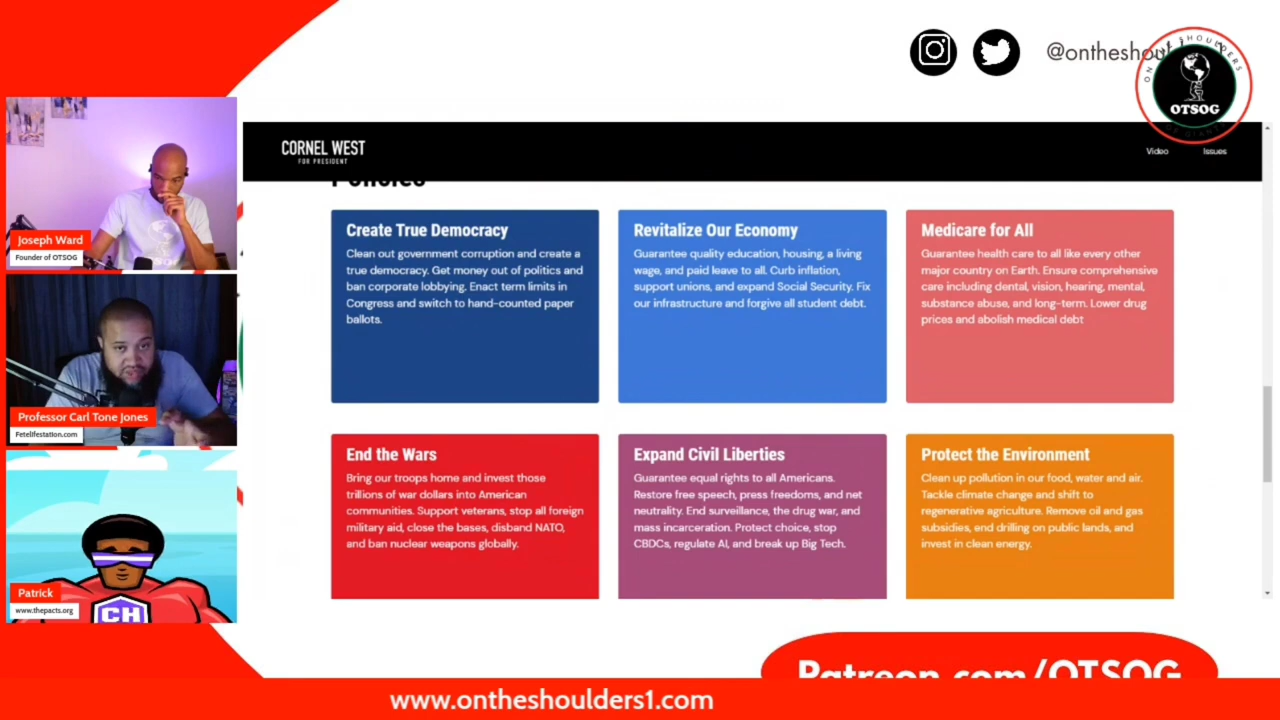 @ontheshoul
ON THE SHOULDERS
OTSOG
OF GIANTS
CORNEL WEST
FOR PRESIDENT
Video
Issues
Policies
Create True Democracy
Clean out government corruption and create a
true democracy. Get money out of politics and
ban corporate lobbying. Enact term limits in
Congress and switch to hand-counted paper
ballots.
Revitalize Our Economy
Guarantee quality education, housing, a living
wage, and paid leave to all. Curb inflation,
support unions, and expand Social Security. Fix
our infrastructure and forgive all student debt.
Medicare for All
Guarantee health care to all like every other
major country on Earth. Ensure comprehensive
care including dental, vision, hearing, mental,
substance abuse, and long-term. Lower drug
prices and abolish medical debt
End the Wars
Bring our troops home and invest those
trillions of war dollars into American
communities. Support veterans, stop all foreign
military aid, close the bases, disband NATO,
and ban nuclear weapons globally.
Expand Civil Liberties
Guarantee equal rights to all Americans.
Restore free speech, press freedoms, and net
neutrality. End surveillance, the drug war, and
mass incarceration. Protect choice, stop
CBDCs, regulate AI, and break up Big Tech.
Protect the Environment
Clean up pollution in our food, water and air.
Tackle climate change and shift to
regenerative agriculture. Remove oil and gas
subsidies, end drilling on public lands, and
invest in clean energy.
Joseph Ward
Founder of OTSOG
Professor Carl Tone Jones
Fetelifestation.com
Patrick
www.thepacts.org
CH
Patreon.com/OTSOG
www.ontheshoulders1.com